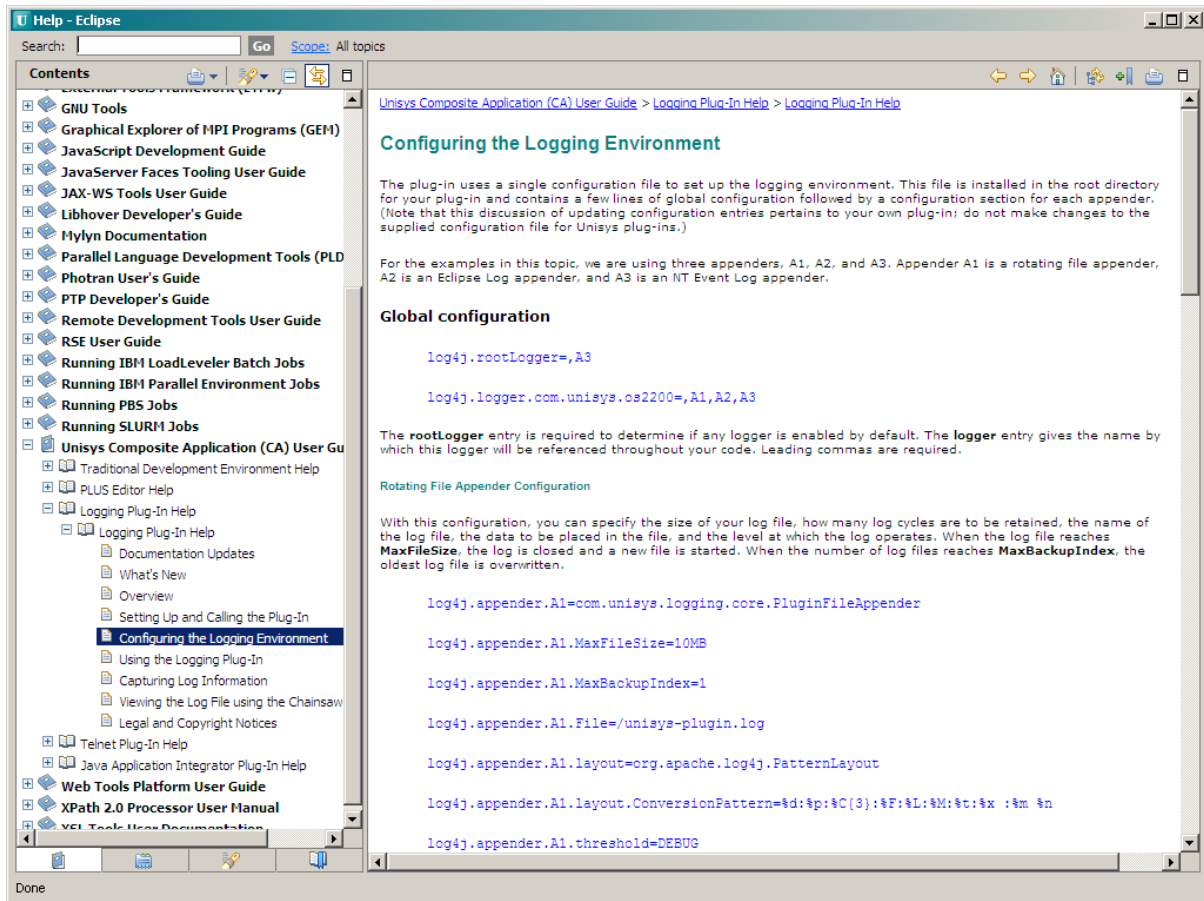 Help - Eclipse
Search:
Go
Scope: All topics
Contents
External Tools Framework (ETFw)
GNU Tools
Graphical Explorer of MPI Programs (GEM)
JavaScript Development Guide
JavaServer Faces Tooling User Guide
JAX-WS Tools User Guide
Libhover Developer's Guide
Mylyn Documentation
Parallel Language Development Tools (PLD
Photran User's Guide
PTP Developer's Guide
Remote Development Tools User Guide
RSE User Guide
Running IBM LoadLeveler Batch Jobs
Running IBM Parallel Environment Jobs
Running PBS Jobs
Running SLURM Jobs
Unisys Composite Application (CA) User Gu
Traditional Development Environment Help
PLUS Editor Help
Logging Plug-In Help
Logging Plug-In Help
Documentation Updates
What's New
Overview
Setting Up and Calling the Plug-In
Configuring the Logging Environment
Using the Logging Plug-In
Capturing Log Information
Viewing the Log File using the Chainsaw
Legal and Copyright Notices
Telnet Plug-In Help
Java Application Integrator Plug-In Help
Web Tools Platform User Guide
XPath 2.0 Processor User Manual
XSL Tools User Documentation
Unisys Composite Application (CA) User Guide > Logging Plug-In Help > Logging Plug-In Help
Configuring the Logging Environment
The plug-in uses a single configuration file to set up the logging environment. This file is installed in the root directory
for your plug-in and contains a few lines of global configuration followed by a configuration section for each appender.
(Note that this discussion of updating configuration entries pertains to your own plug-in; do not make changes to the
supplied configuration file for Unisys plug-ins.)
For the examples in this topic, we are using three appenders, A1, A2, and A3. Appender A1 is a rotating file appender,
A2 is an Eclipse Log appender, and A3 is an NT Event Log appender.
Global configuration
log4j.rootLogger=,A3
log4j.logger.com.unisys.os2200=,A1,A2,A3
The rootLogger entry is required to determine if any logger is enabled by default. The logger entry gives the name by
which this logger will be referenced throughout your code. Leading commas are required.
Rotating File Appender Configuration
With this configuration, you can specify the size of your log file, how many log cycles are to be retained, the name of
the log file, the data to be placed in the file, and the level at which the log operates. When the log file reaches
MaxFileSize, the log is closed and a new file is started. When the number of log files reaches MaxBackupIndex, the
oldest log file is overwritten.
log4j.appender.A1=com.unisys.logging.core.PluginFileAppender
log4j.appender.A1.MaxFileSize=10MB
log4j.appender.A1.MaxBackupIndex=1
log4j.appender.A1.File=/unisys-plugin.log
log4j.appender.A1.layout=org.apache.log4j.PatternLayout
log4j.appender.A1.layout.ConversionPattern=%d:%p:%C{3}:%F:%L:%M:%t:%x :%m %n
log4j.appender.A1.threshold=DEBUG
Done